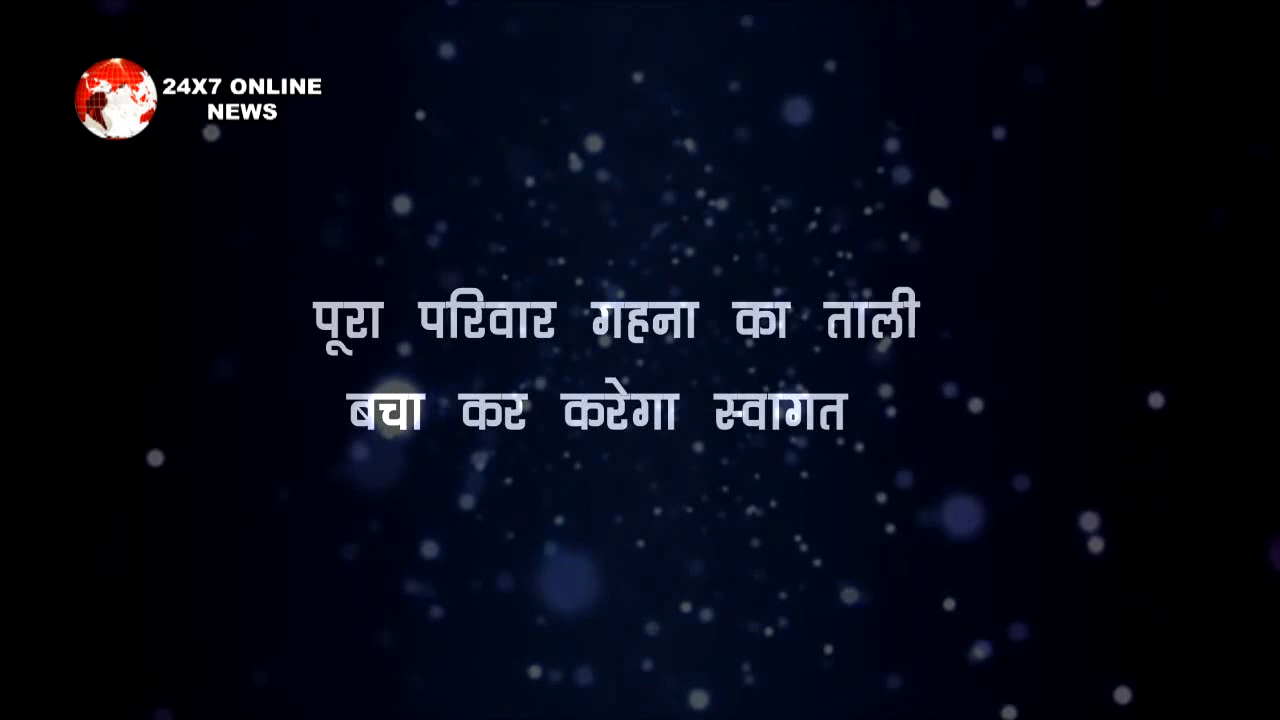 24X7 ONLINE
NEWS
पूरा परिवार गहना का ताली
बचा कर करेगा स्वागत